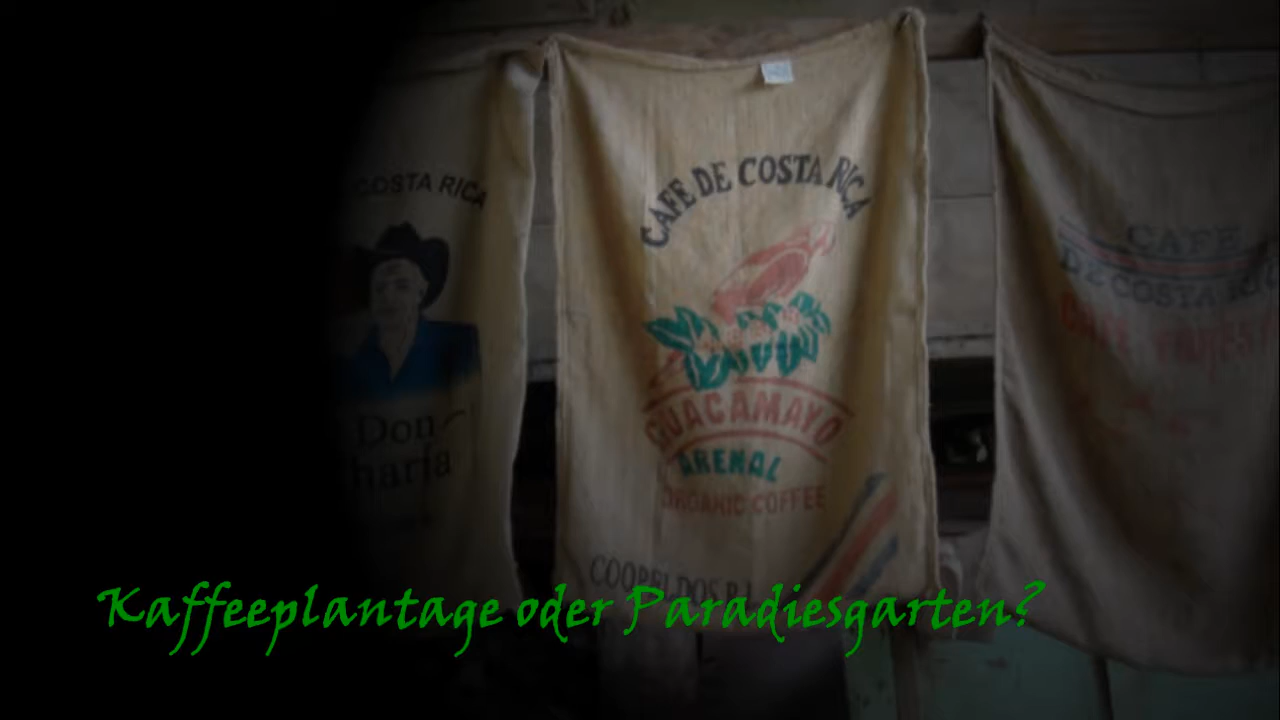 COSTA RICA
Don
CAFE DE COSTA RICA
GUACAMAYO
ARENAL
ORGANIC COFFEE
CAFE
DE COSTA RICA
Kaffeeplantage oder Paradiesgarten?